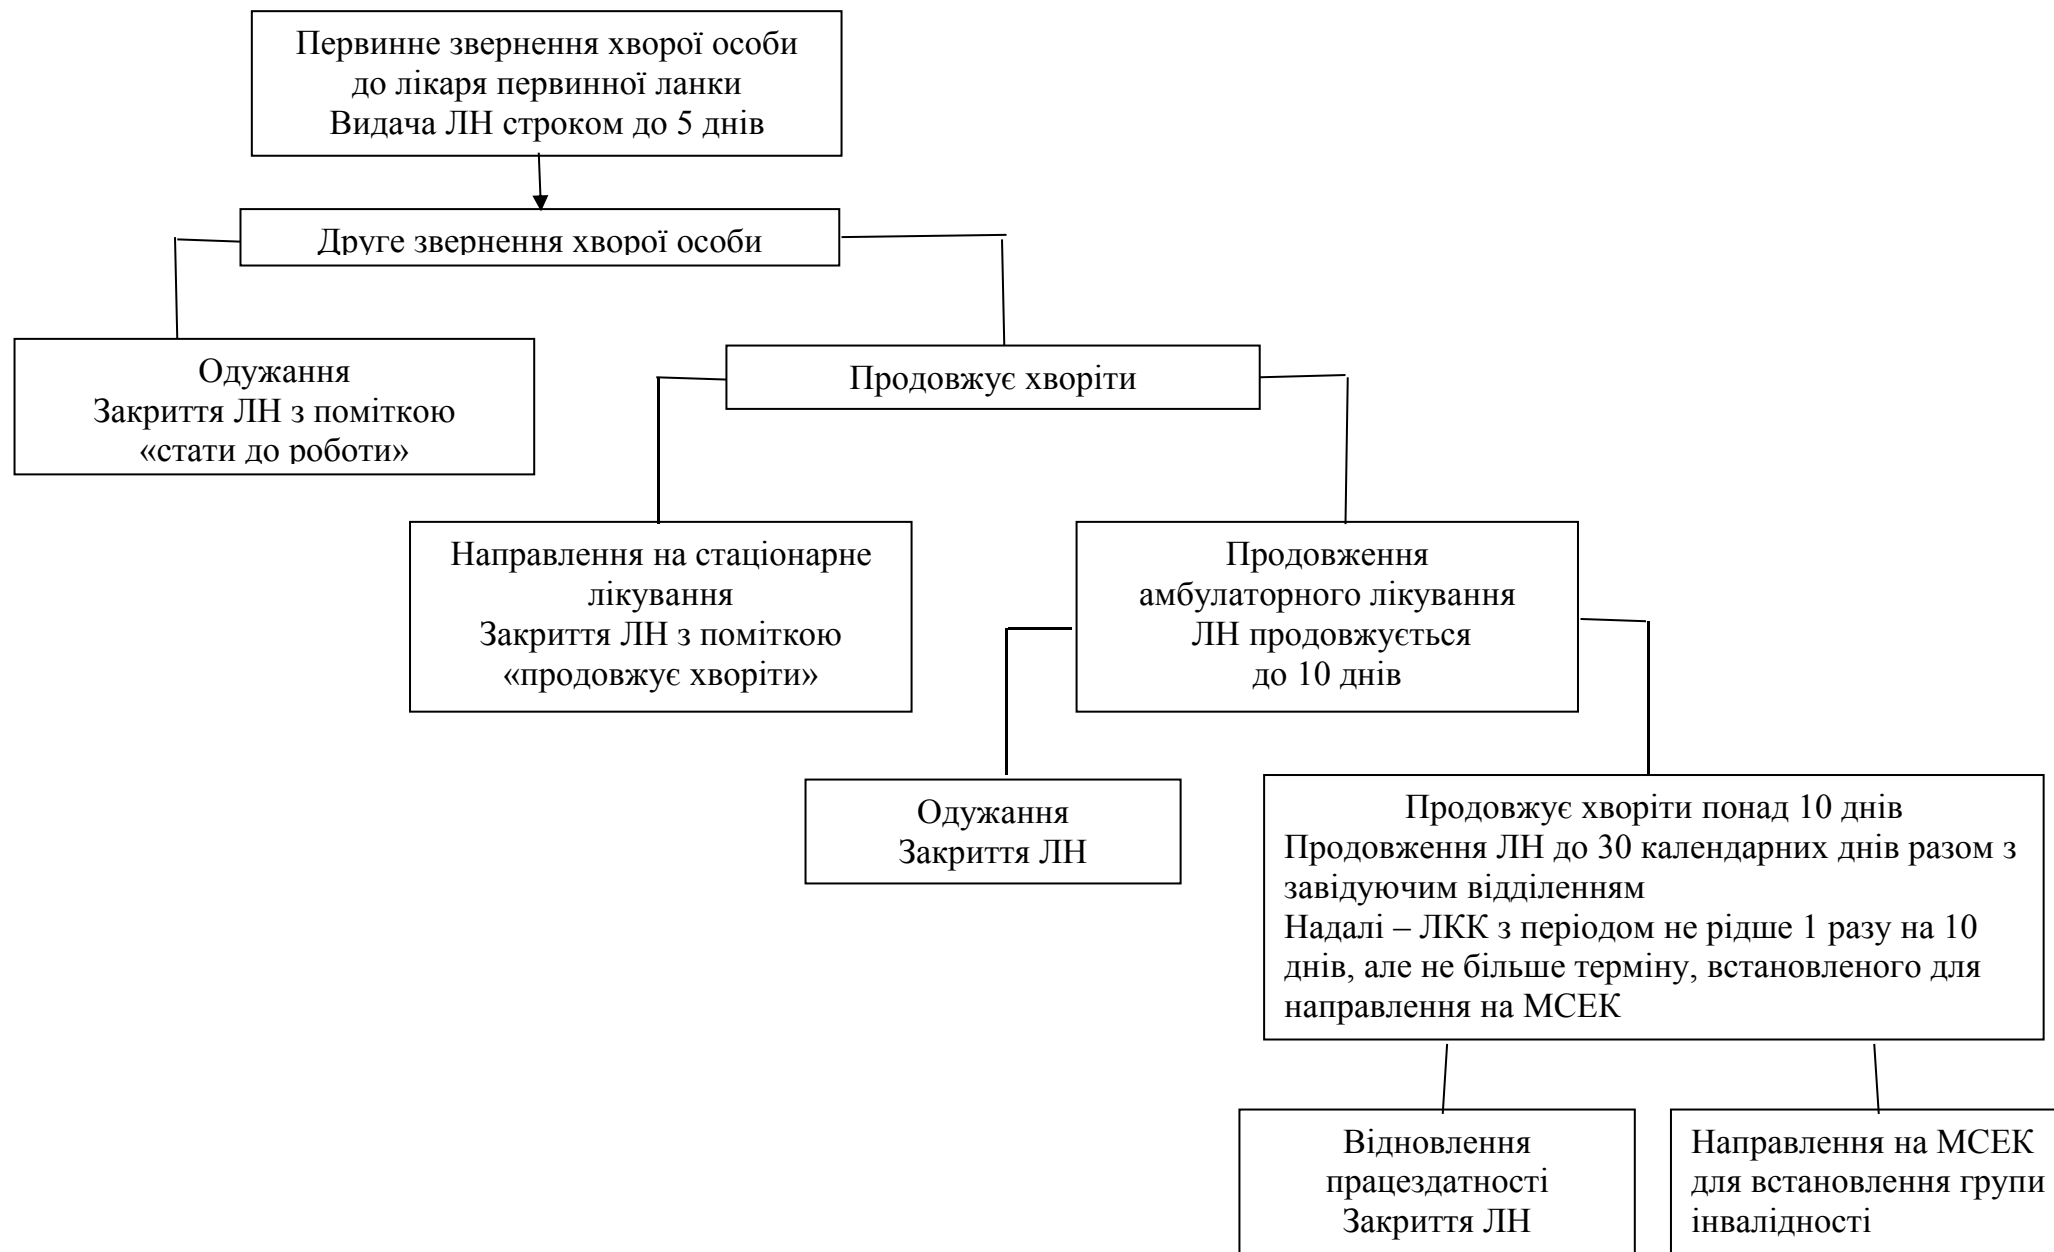 Первинне звернення хворої особи
до лікаря первинної ланки
Видача ЛН строком до 5 днів
Друге звернення хворої особи
Одужання
Закриття ЛН з поміткою
«стати до роботи»
Продовжує хворіти
Направлення на стаціонарне
лікування
Закриття ЛН з поміткою
«продовжує хворіти»
Продовження
амбулаторного лікування
ЛН продовжується
до 10 днів
Одужання
Закриття ЛН
Продовжує хворіти понад 10 днів
Продовження ЛН до 30 календарних днів разом з
завідуючим відділенням
Надалі – ЛКК з періодом не рідше 1 разу на 10
днів, але не більше терміну, встановленого для
направлення на МСЕК
Відновлення
працездатності
Закриття ЛН
Направлення на МСЕК
для встановлення групи
інвалідності